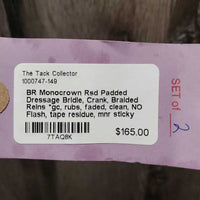 The Tack Collector
1000747-149
BR Monocrown Rsd Padded
Dressage Bridle, Crank, Braided
Reins *gc, rubs, faded, clean, NO
Flash, tape residue, mnr sticky
$165.00
7TAQ8K
SET of
2